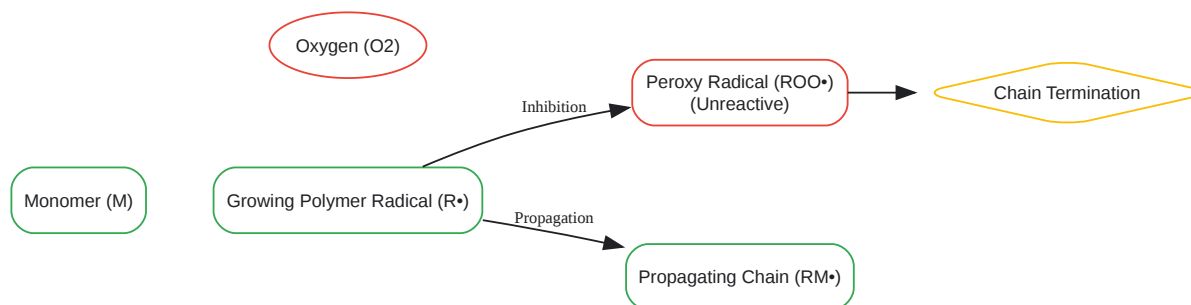 Oxygen (O2)
Peroxy Radical (ROO•)
(Unreactive)
Chain Termination
Inhibition
Monomer (M)
Growing Polymer Radical (R•)
Propagation
Propagating Chain (RM•)